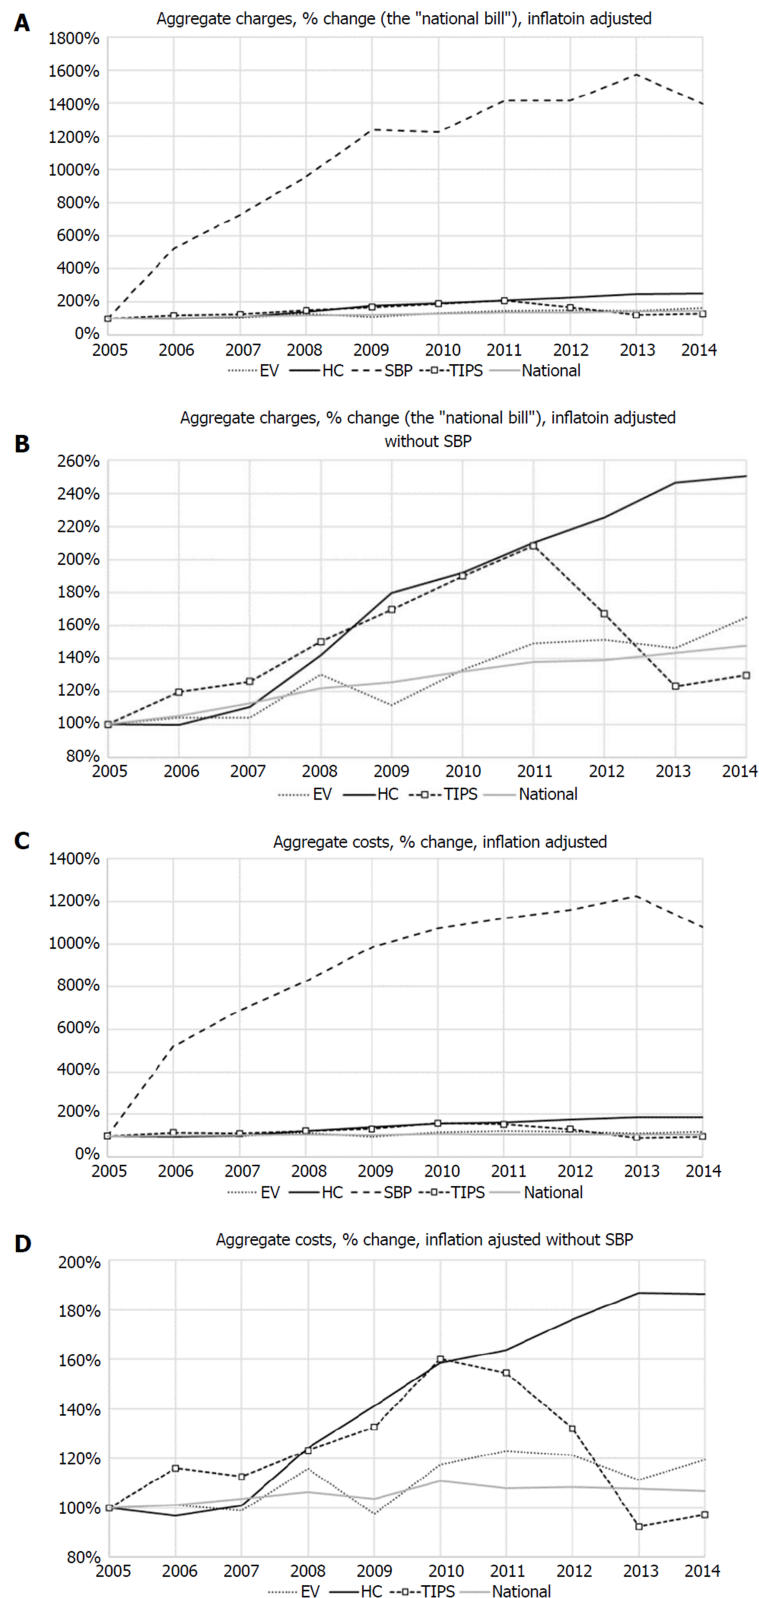 A
Aggregate charges, % change (the "national bill"), inflatoin adjusted
1800%
1600%
1400%
1200%
1000%
800%
600%
400%
200%
0%
2005 2006 2007 2008 2009 2010 2011 2012 2013 2014
EV HC SBP TIPS National
B
Aggregate charges, % change (the "national bill"), inflatoin adjusted
without SBP
260%
240%
220%
200%
180%
160%
140%
120%
100%
80%
2005 2006 2007 2008 2009 2010 2011 2012 2013 2014
EV HC TIPS National
C
Aggregate costs, % change, inflation adjusted
1400%
1200%
1000%
800%
600%
400%
200%
0%
2005 2006 2007 2008 2009 2010 2011 2012 2013 2014
EV HC SBP TIPS National
D
Aggregate costs, % change, inflation ajusted without SBP
200%
180%
160%
140%
120%
100%
80%
2005 2006 2007 2008 2009 2010 2011 2012 2013 2014
EV HC TIPS National